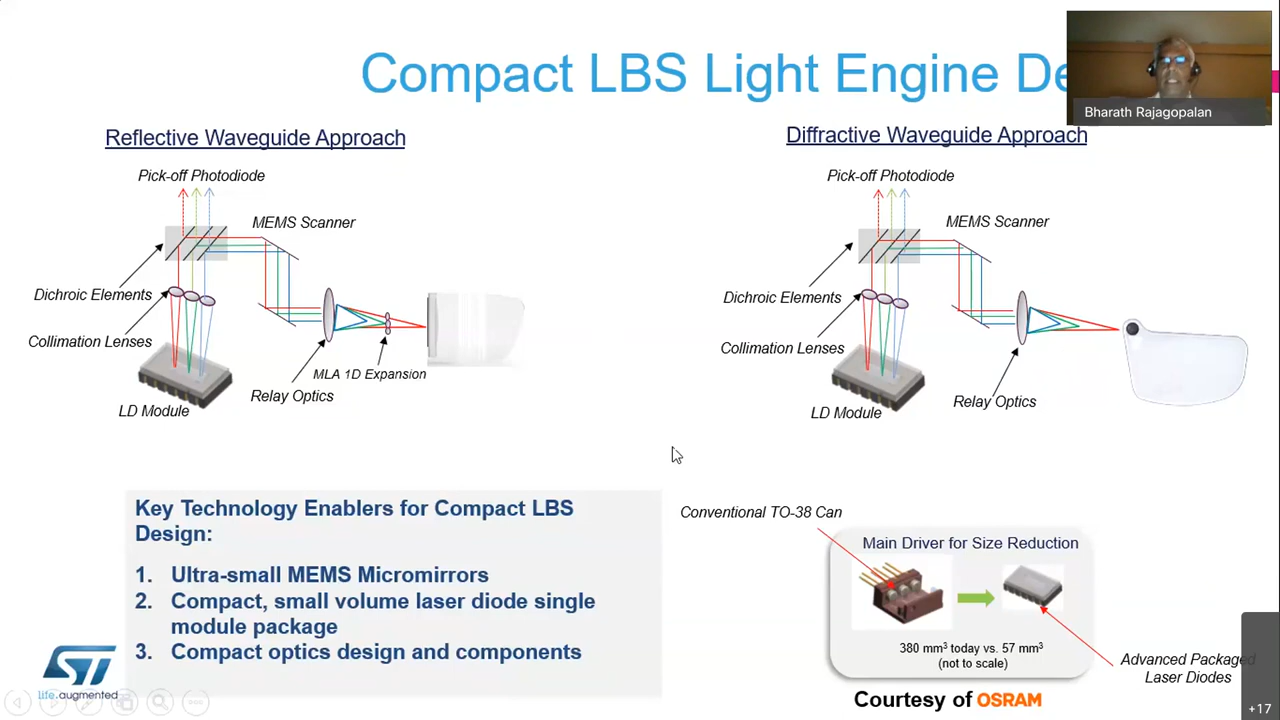 Compact LBS Light Engine De
Bharath Rajagopalan
Reflective Waveguide Approach
Pick-off Photodiode
MEMS Scanner
Dichroic Elements
Collimation Lenses
MLA 1D Expansion
Relay Optics
LD Module
Diffractive Waveguide Approach
Pick-off Photodiode
MEMS Scanner
Dichroic Elements
Collimation Lenses
Relay Optics
LD Module
Key Technology Enablers for Compact LBS
Design:
1. Ultra-small MEMS Micromirrors
2. Compact, small volume laser diode single
module package
3. Compact optics design and components
Conventional TO-38 Can
Main Driver for Size Reduction
380 mm³ today vs. 57 mm³
(not to scale)
Advanced Packaged
Laser Diodes
Courtesy of OSRAM
ST
life.augmented
+17